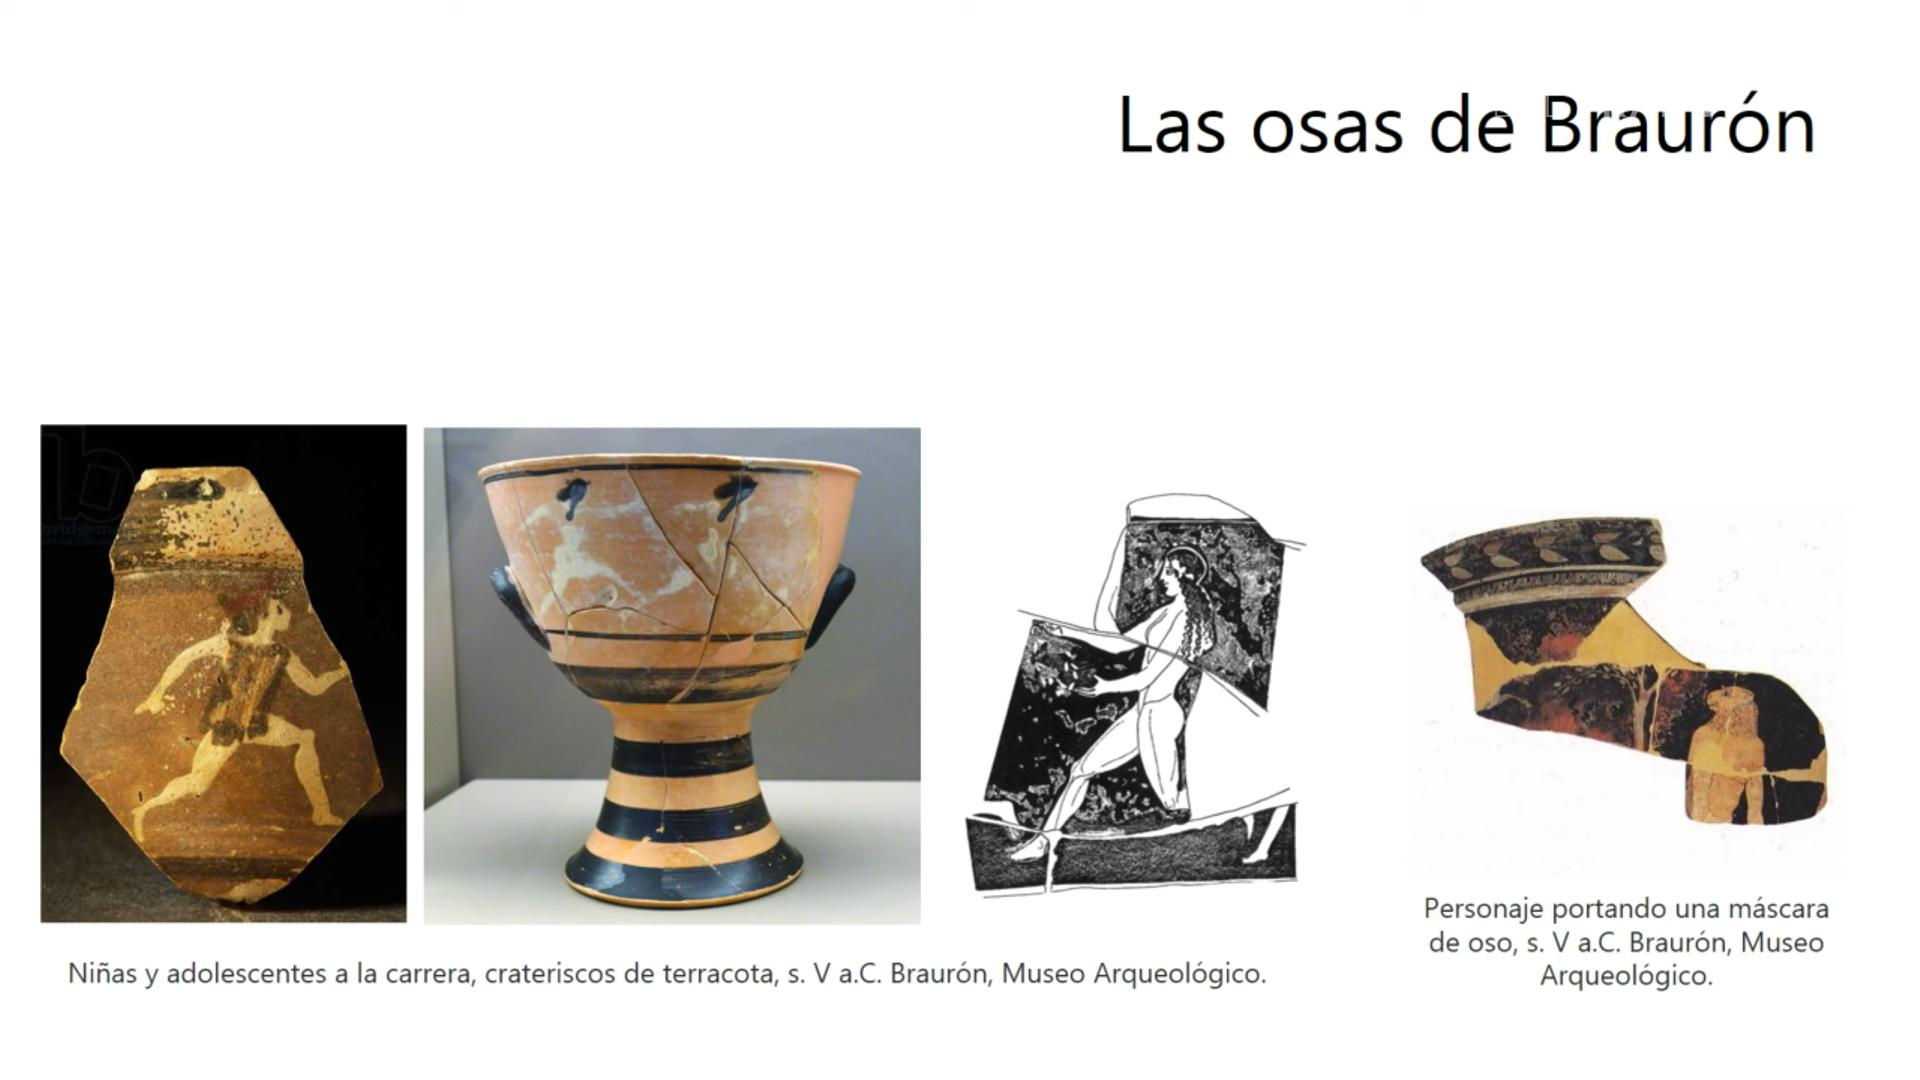 Las osas de Braurón
Niñas y adolescentes a la carrera, crateriscos de terracota, s. V a.C. Braurón, Museo Arqueológico.
Personaje portando una máscara
de oso, s. V a.C. Braurón, Museo
Arqueológico.